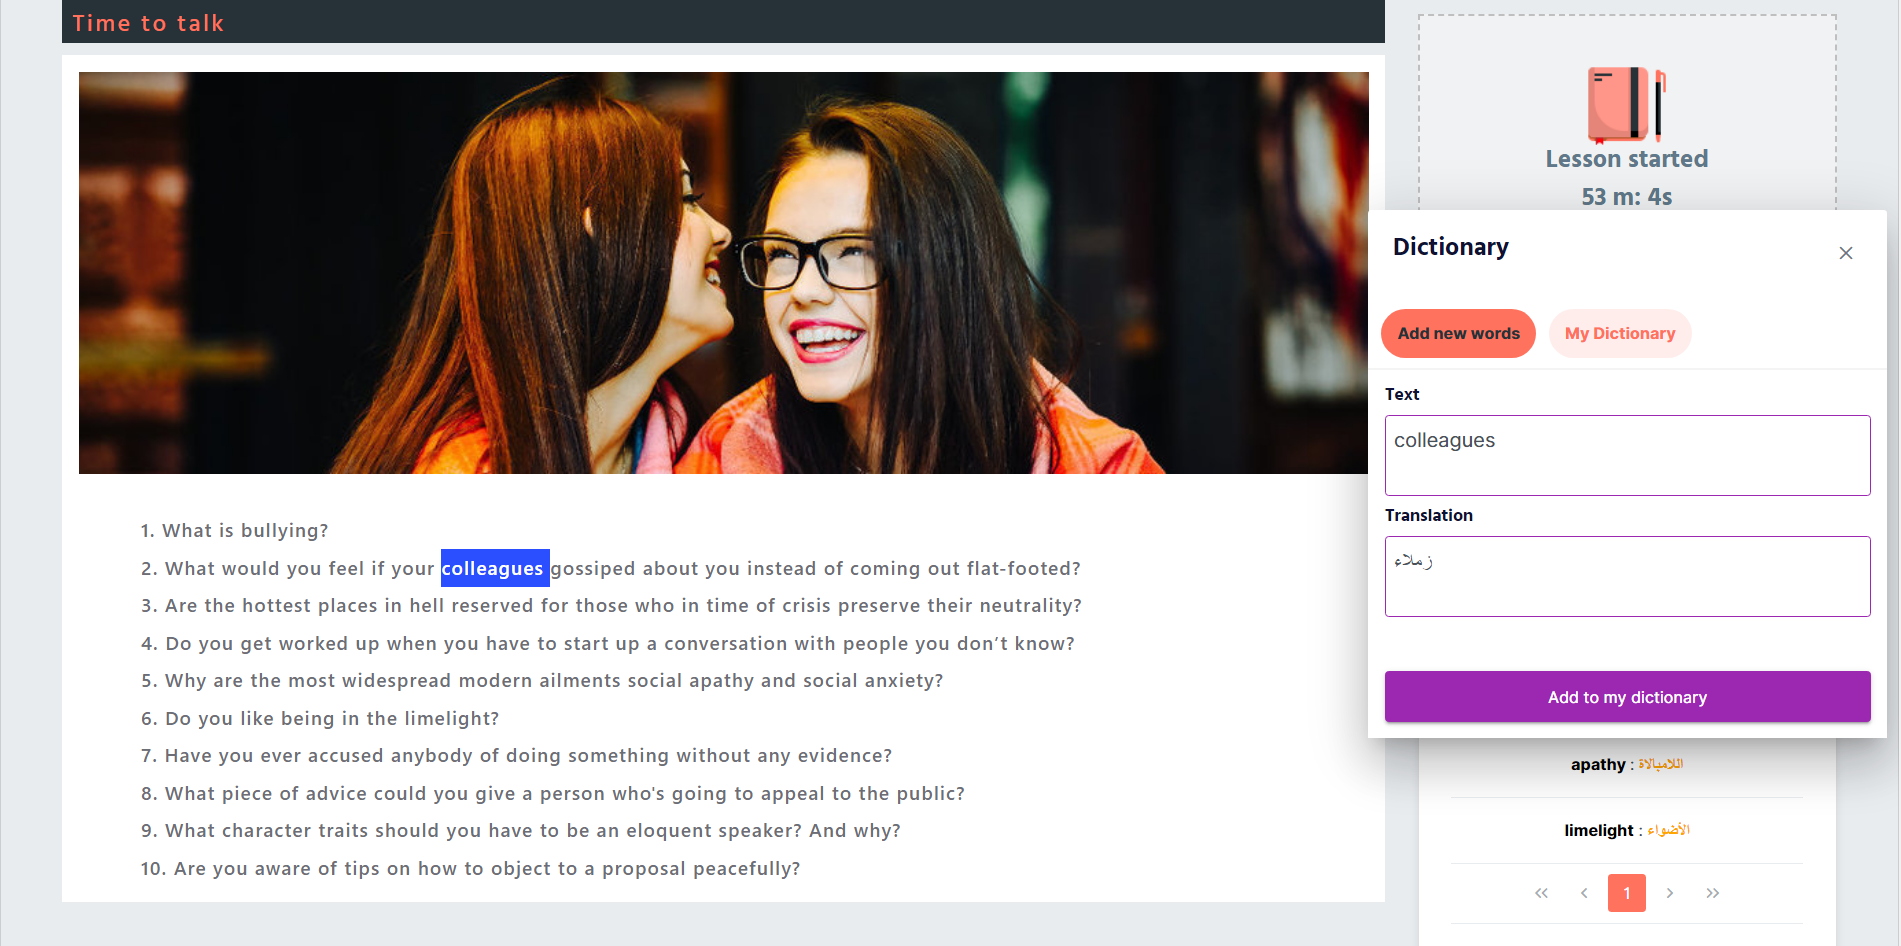 Time to talk
1. What is bullying?
2. What would you feel if your colleagues gossiped about you instead of coming out flat-footed?
3. Are the hottest places in hell reserved for those who in time of crisis preserve their neutrality?
4. Do you get worked up when you have to start up a conversation with people you don’t know?
5. Why are the most widespread modern ailments social apathy and social anxiety?
6. Do you like being in the limelight?
7. Have you ever accused anybody of doing something without any evidence?
8. What piece of advice could you give a person who's going to appeal to the public?
9. What character traits should you have to be an eloquent speaker? And why?
10. Are you aware of tips on how to object to a proposal peacefully?
Lesson started
53 m: 4s
Dictionary
Add new words
My Dictionary
Text
colleagues
Translation
زملاء
Add to my dictionary
apathy : اللامبالاة
limelight : الأضواء
1